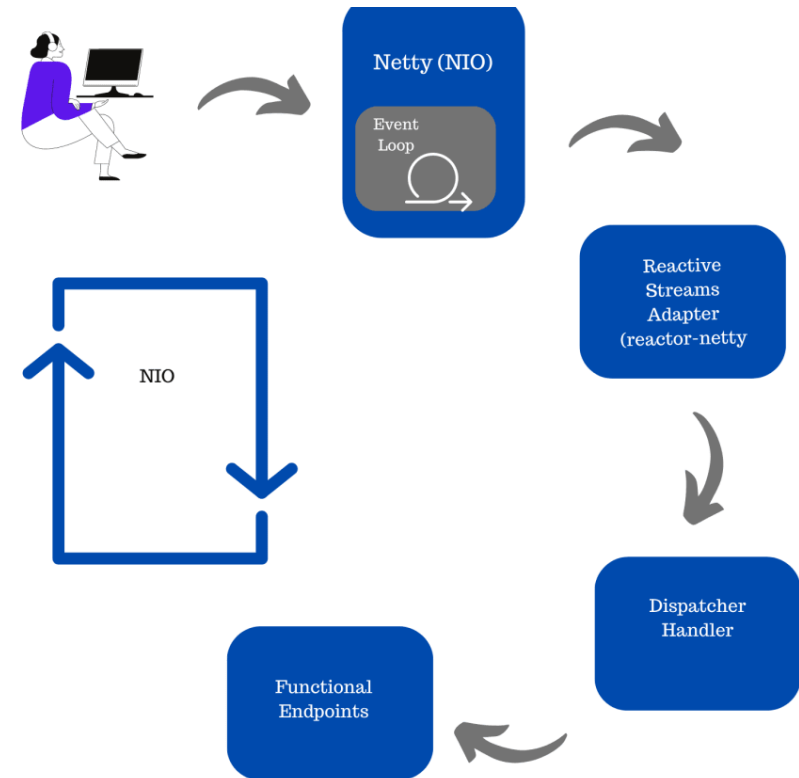 Netty (NIO)
Event
Loop
Reactive
Streams
Adapter
(reactor-netty
NIO
Dispatcher
Handler
Functional
Endpoints